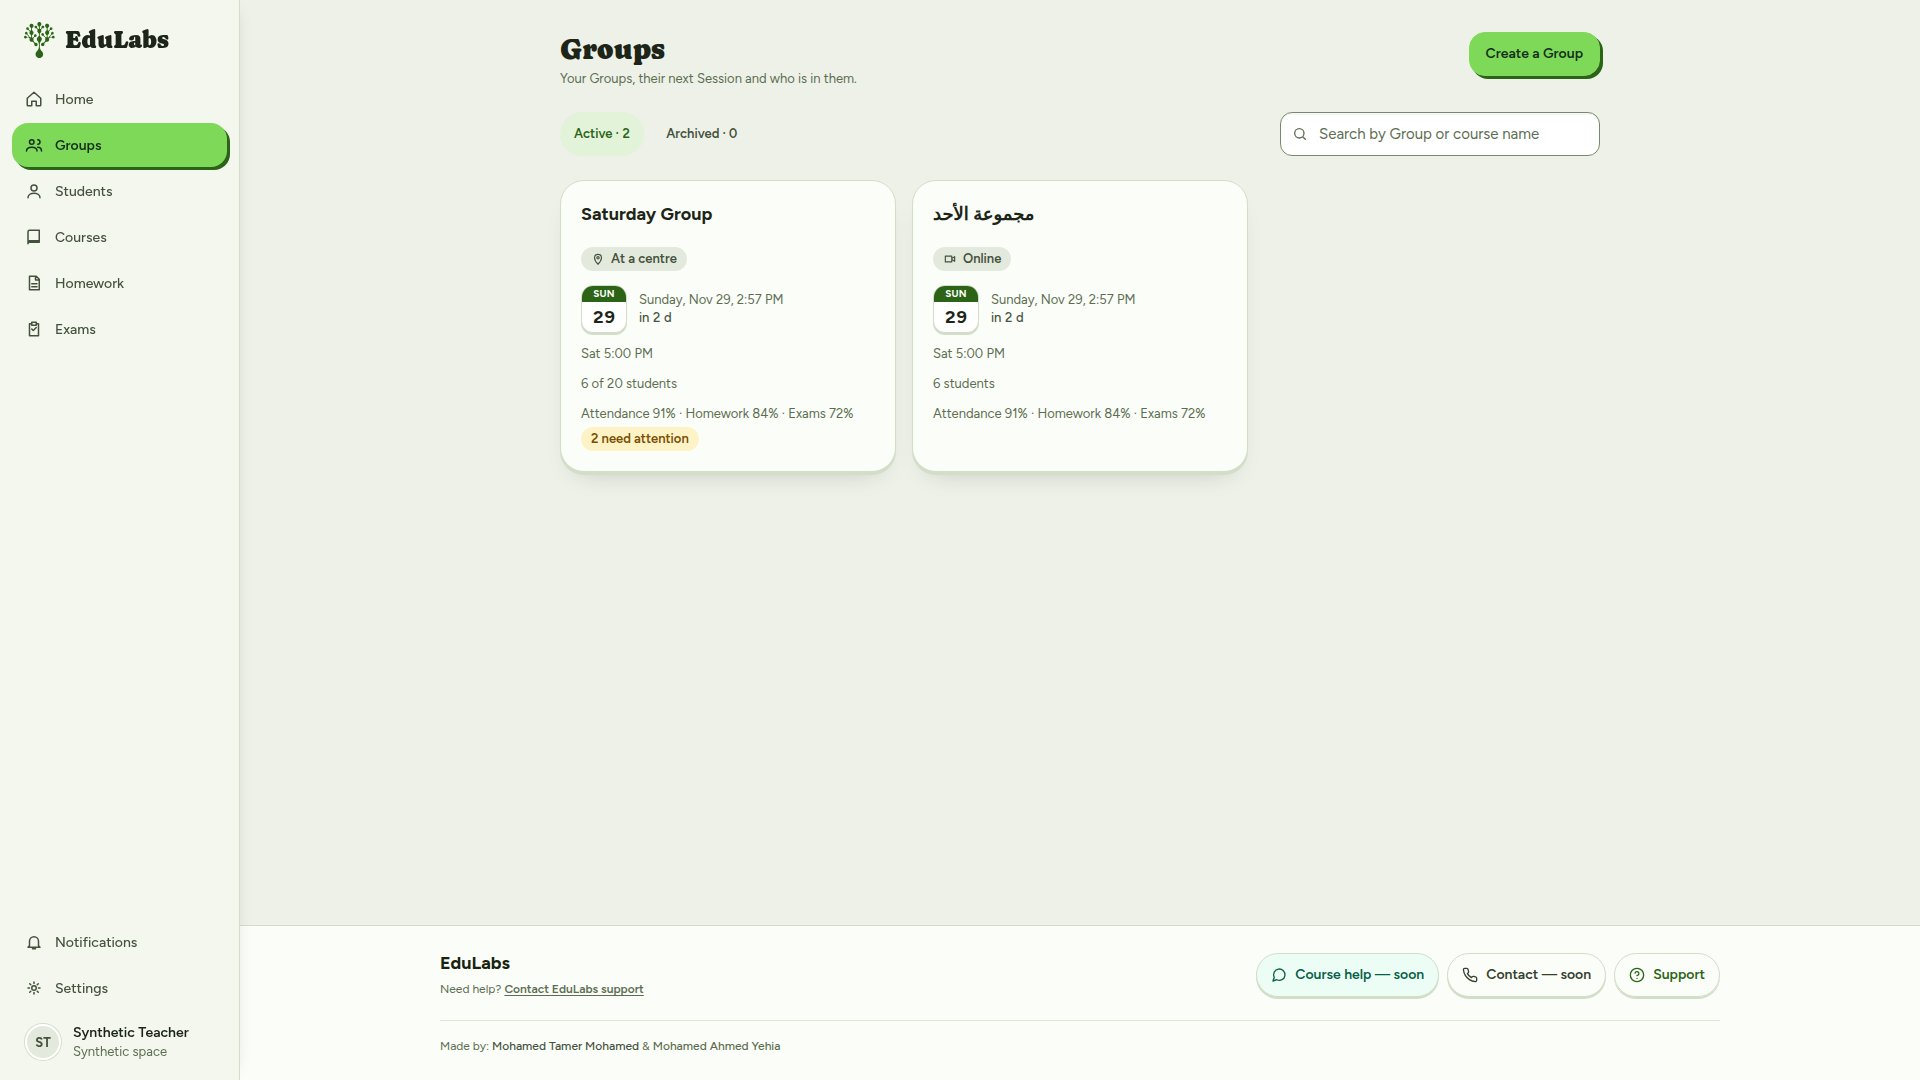 EduLabs
Home
Groups
Students
Courses
Homework
Exams
Notifications
Settings
ST
Synthetic Teacher
Synthetic space
Groups
Your Groups, their next Session and who is in them.
Create a Group
Active · 2
Archived · 0
Search by Group or course name
Saturday Group
At a centre
SUN
29
Sunday, Nov 29, 2:57 PM
in 2 d
Sat 5:00 PM
6 of 20 students
Attendance 91% · Homework 84% · Exams 72%
2 need attention
مجموعة الأحد
Online
SUN
29
Sunday, Nov 29, 2:57 PM
in 2 d
Sat 5:00 PM
6 students
Attendance 91% · Homework 84% · Exams 72%
EduLabs
Need help? Contact EduLabs support
Course help — soon
Contact — soon
Support
Made by: Mohamed Tamer Mohamed & Mohamed Ahmed Yehia